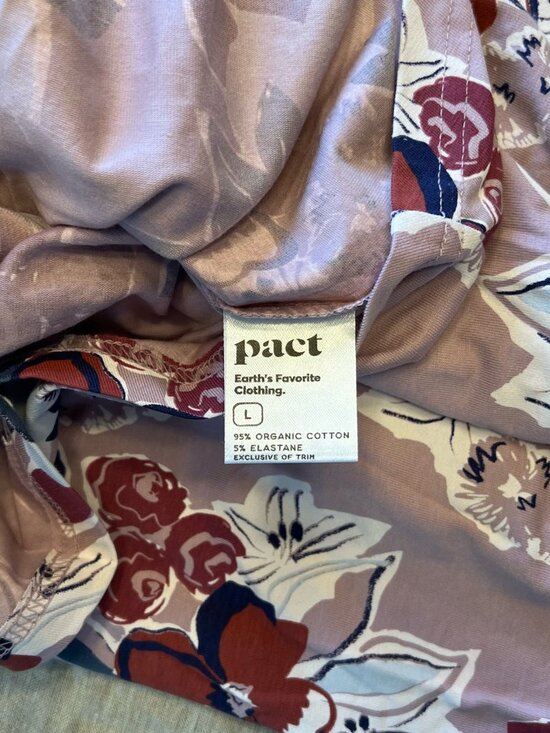 pact
Earth's Favorite
Clothing.
L
95% ORGANIC COTTON
5% ELASTANE
EXCLUSIVE OF TRIM